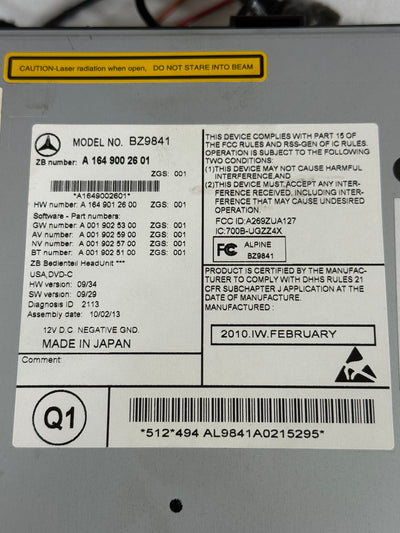 CAUTION-Laser radiation when open, DO NOT STARE INTO BEAM
MODEL NO. BZ9841
ZB number: A 164 900 26 01
ZGS: 001
*A1649002601*
HW number: A 164 901 26 00 ZGS: 001
Software - Part numbers:
GW number: A 001 902 53 00 ZGS: 001
AV number: A 001 902 59 00 ZGS: 001
NV number: A 001 902 57 00 ZGS: 001
BT number: A 001 902 51 00 ZGS: 001
ZB Bedienteil HeadUnit ***
USA,DVD-C
HW version: 09/34
SW version: 09/29
Diagnosis ID: 2113
Assembly date: 10/02/13
12V D.C. NEGATIVE GND.
MADE IN JAPAN
Comment:
THIS DEVICE COMPLIES WITH PART 15 OF
THE FCC RULES AND RSS-GEN OF IC RULES.
OPERATION IS SUBJECT TO THE FOLLOWING
TWO CONDITIONS:
(1)THIS DEVICE MAY NOT CAUSE HARMFUL
INTERFERENCE,AND
(2)THIS DEVICE MUST ACCEPT ANY INTER-
FERENCE RECEIVED, INCLUDING INTER-
FERENCE THAT MAY CAUSE UNDESIRED
OPERATION.
FCC ID:A269ZUA127
IC:700B-UGZZ4X
FC ALPINE
BZ9841
PRODUCT IS CERTIFIED BY THE MANUFAC-
TURER TO COMPLY WITH DHHS RULES 21
CFR SUBCHAPTER J APPLICATION AT THE
DATE OF MANUFACTURE.
MANUFACTURED :
2010.IW.FEBRUARY
Q1
*512*494 AL9841A0215295*